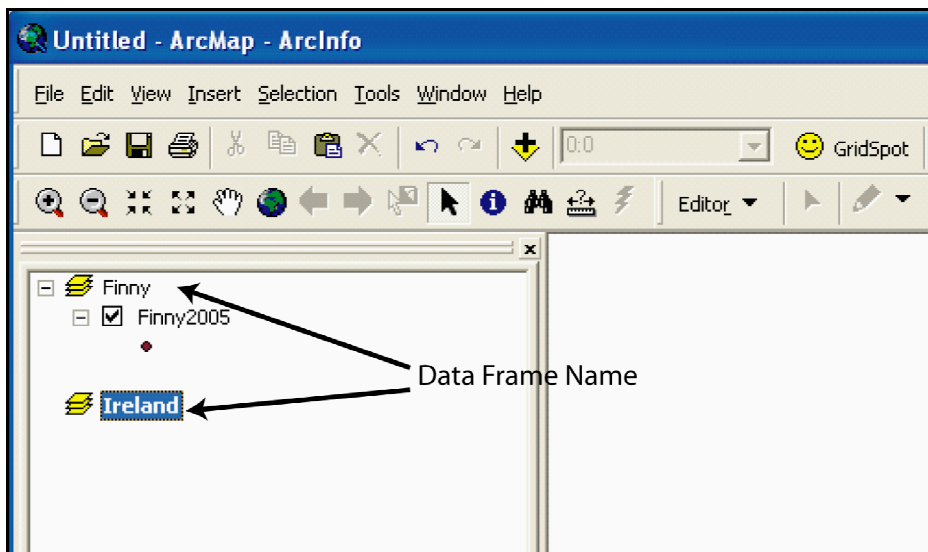 Untitled - ArcMap - ArcInfo
File Edit View Insert Selection Tools Window Help
0:0 GridSpot
Editor
Finny
Finny2005
Data Frame Name
Ireland